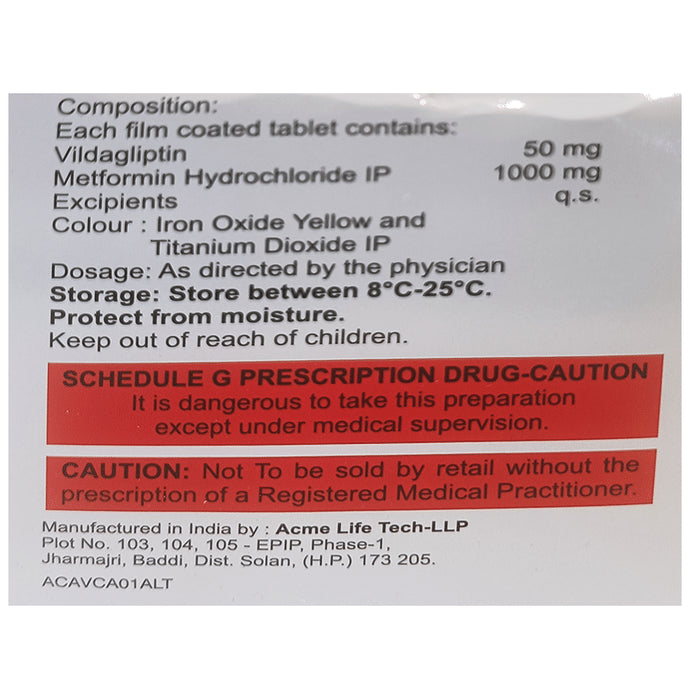 Composition:
Each film coated tablet contains:
Vildagliptin 50 mg
Metformin Hydrochloride IP 1000 mg
Excipients q.s.
Colour : Iron Oxide Yellow and
Titanium Dioxide IP
Dosage: As directed by the physician
Storage: Store between 8°C-25°C.
Protect from moisture.
Keep out of reach of children.
SCHEDULE G PRESCRIPTION DRUG-CAUTION
It is dangerous to take this preparation
except under medical supervision.
CAUTION: Not To be sold by retail without the
prescription of a Registered Medical Practitioner.
Manufactured in India by : Acme Life Tech-LLP
Plot No. 103, 104, 105 - EPIP, Phase-1,
Jharmajri, Baddi, Dist. Solan, (H.P.) 173 205.
ACAVCA01ALT